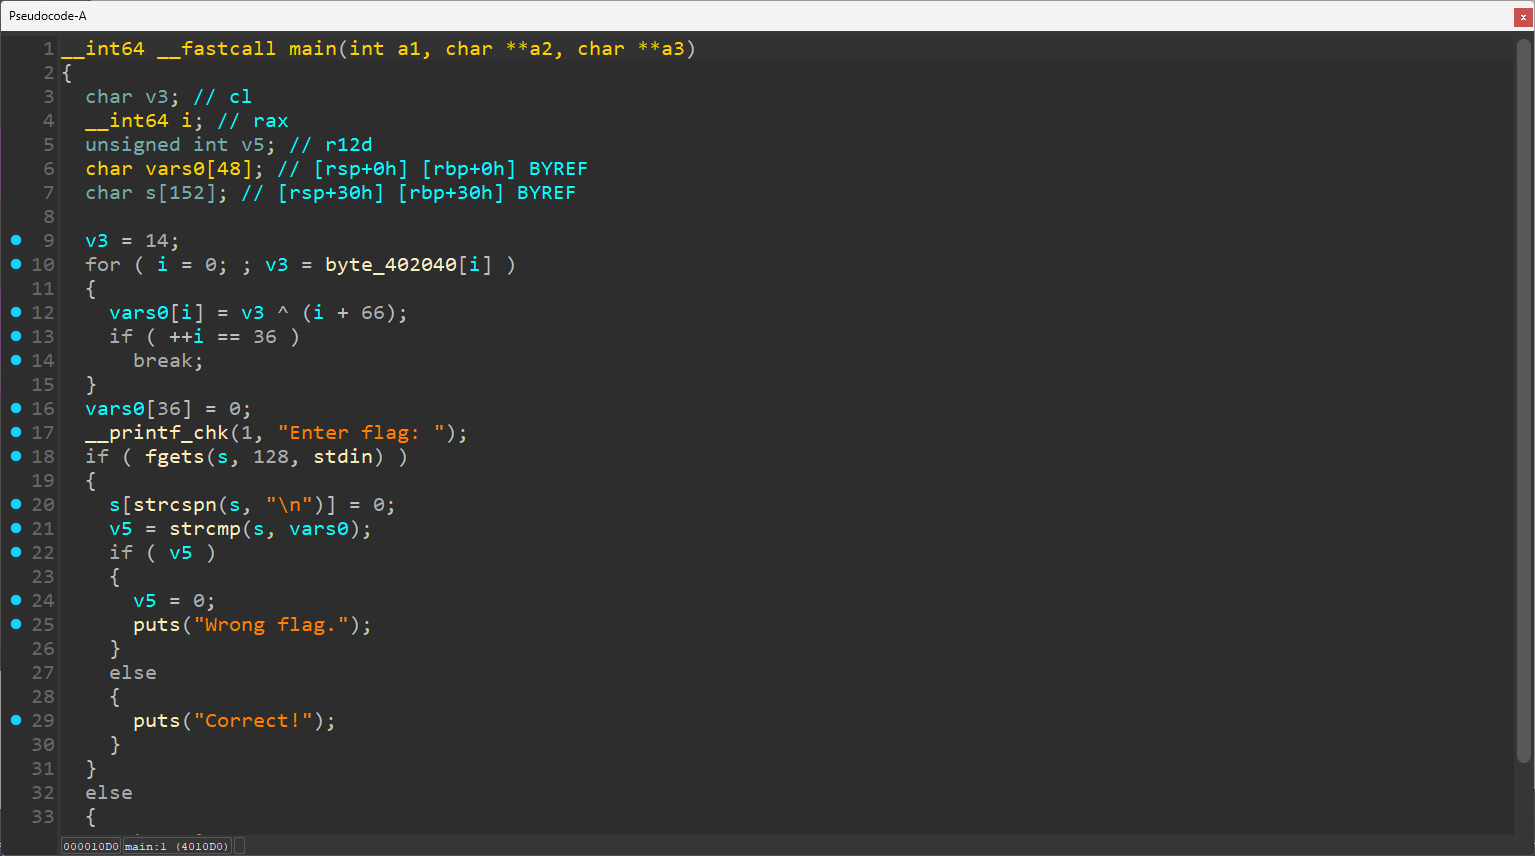 Pseudocode-A
x
1 __int64 __fastcall main(int a1, char **a2, char **a3)
2 {
3   char v3; // cl
4   __int64 i; // rax
5   unsigned int v5; // r12d
6   char vars0[48]; // [rsp+0h] [rbp+0h] BYREF
7   char s[152]; // [rsp+30h] [rbp+30h] BYREF
8
9   v3 = 14;
10   for ( i = 0; ; v3 = byte_402040[i] )
11   {
12     vars0[i] = v3 ^ (i + 66);
13     if ( ++i == 36 )
14       break;
15   }
16   vars0[36] = 0;
17   __printf_chk(1, "Enter flag: ");
18   if ( fgets(s, 128, stdin) )
19   {
20     s[strcspn(s, "\n")] = 0;
21     v5 = strcmp(s, vars0);
22     if ( v5 )
23     {
24       v5 = 0;
25       puts("Wrong flag.");
26     }
27     else
28     {
29       puts("Correct!");
30     }
31   }
32   else
33   {
000010D0 main:1 (4010D0)